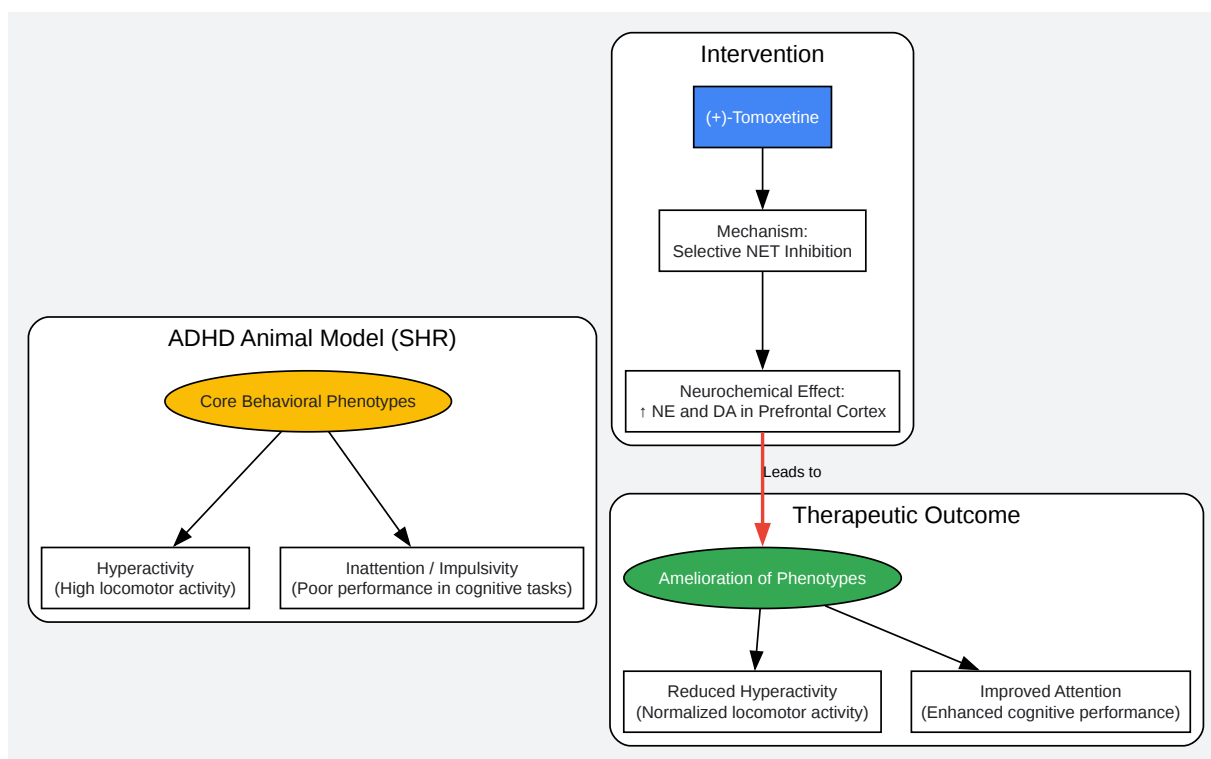 Intervention
(+)-Tomoxetine
Mechanism:
Selective NET Inhibition
Neurochemical Effect:
↑ NE and DA in Prefrontal Cortex
ADHD Animal Model (SHR)
Core Behavioral Phenotypes
Hyperactivity
(High locomotor activity)
Inattention / Impulsivity
(Poor performance in cognitive tasks)
Leads to
Therapeutic Outcome
Amelioration of Phenotypes
Reduced Hyperactivity
(Normalized locomotor activity)
Improved Attention
(Enhanced cognitive performance)